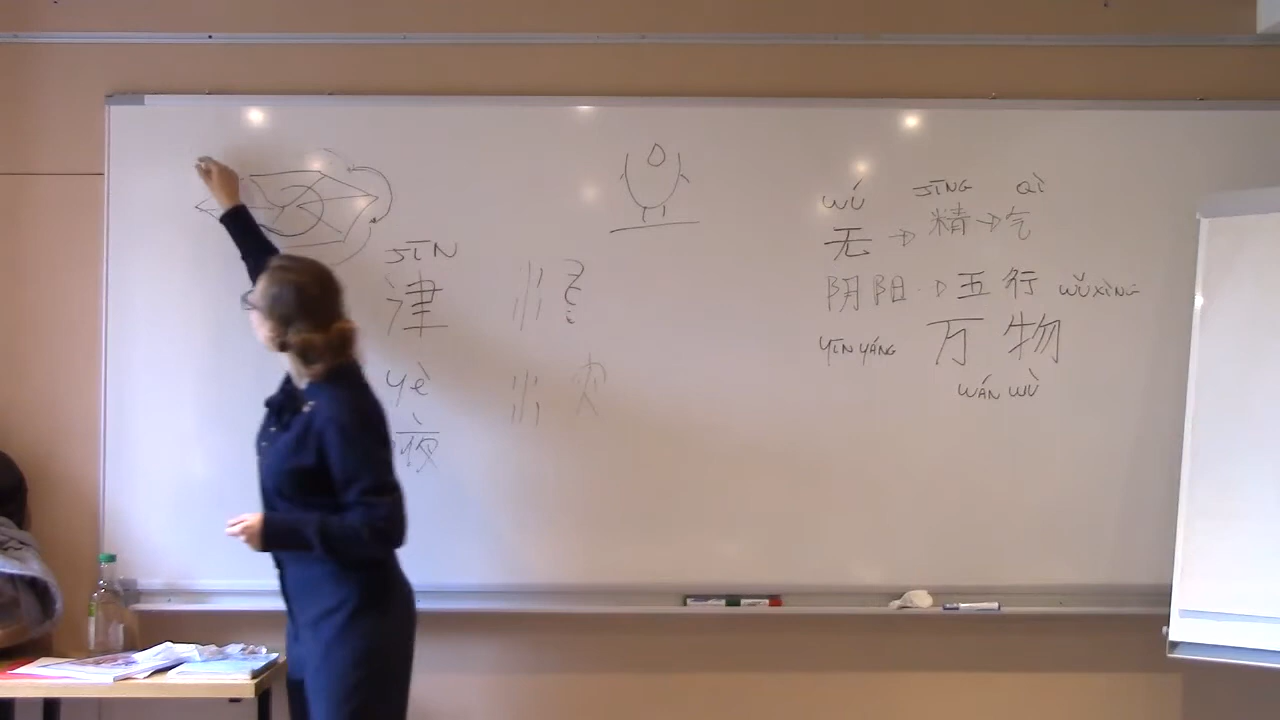 JĪN
津
yè
液
WÚ JĪNG QÌ
无 → 精 → 气
阴阳 → 五行 WǓXÍNG
YĪN YÁNG 万物
WÁN WÙ